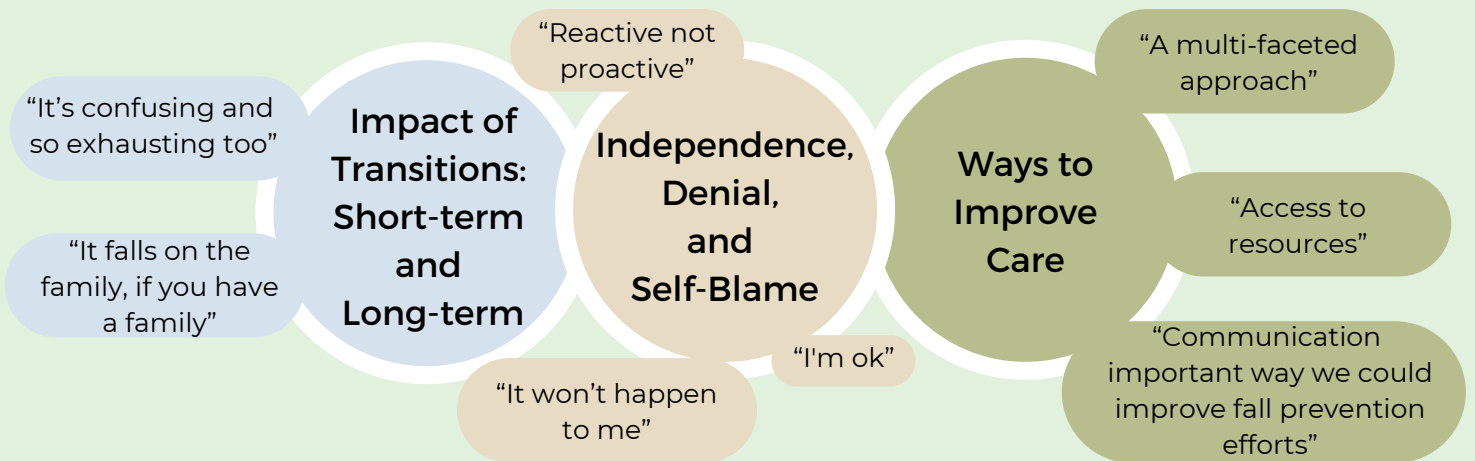 “It’s confusing and
so exhausting too”
“It falls on the
family, if you have
a family”
Impact of
Transitions:
Short-term
and
Long-term
“Reactive not
proactive”
Independence,
Denial,
and
Self-Blame
“It won’t happen
to me”
“I'm ok”
Ways to
Improve
Care
“A multi-faceted
approach”
“Access to
resources”
“Communication
important way we could
improve fall prevention
efforts”